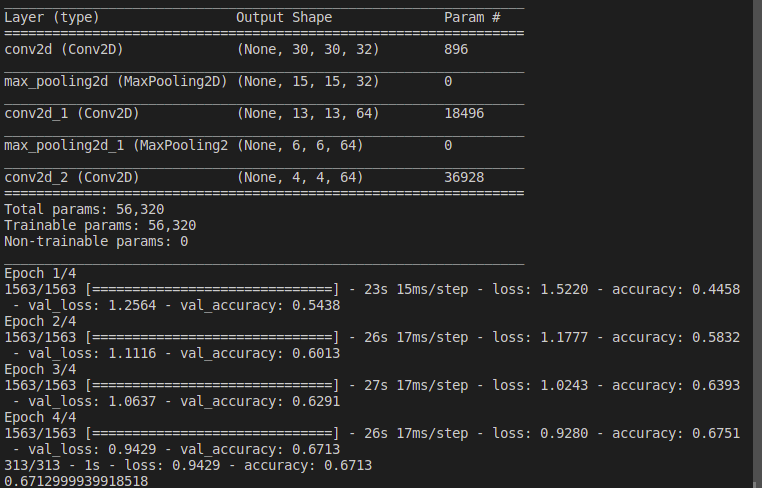 Layer (type)                 Output Shape              Param #
=================================================================
conv2d (Conv2D)              (None, 30, 30, 32)        896
_________________________________________________________________
max_pooling2d (MaxPooling2D) (None, 15, 15, 32)        0
_________________________________________________________________
conv2d_1 (Conv2D)            (None, 13, 13, 64)        18496
_________________________________________________________________
max_pooling2d_1 (MaxPooling2 (None, 6, 6, 64)          0
_________________________________________________________________
conv2d_2 (Conv2D)            (None, 4, 4, 64)          36928
=================================================================
Total params: 56,320
Trainable params: 56,320
Non-trainable params: 0
_________________________________________________________________
Epoch 1/4
1563/1563 [==============================] - 23s 15ms/step - loss: 1.5220 - accuracy: 0.4458
 - val_loss: 1.2564 - val_accuracy: 0.5438
Epoch 2/4
1563/1563 [==============================] - 26s 17ms/step - loss: 1.1777 - accuracy: 0.5832
 - val_loss: 1.1116 - val_accuracy: 0.6013
Epoch 3/4
1563/1563 [==============================] - 27s 17ms/step - loss: 1.0243 - accuracy: 0.6393
 - val_loss: 1.0637 - val_accuracy: 0.6291
Epoch 4/4
1563/1563 [==============================] - 26s 17ms/step - loss: 0.9280 - accuracy: 0.6751
 - val_loss: 0.9429 - val_accuracy: 0.6713
313/313 - 1s - loss: 0.9429 - accuracy: 0.6713
0.6712999939918518